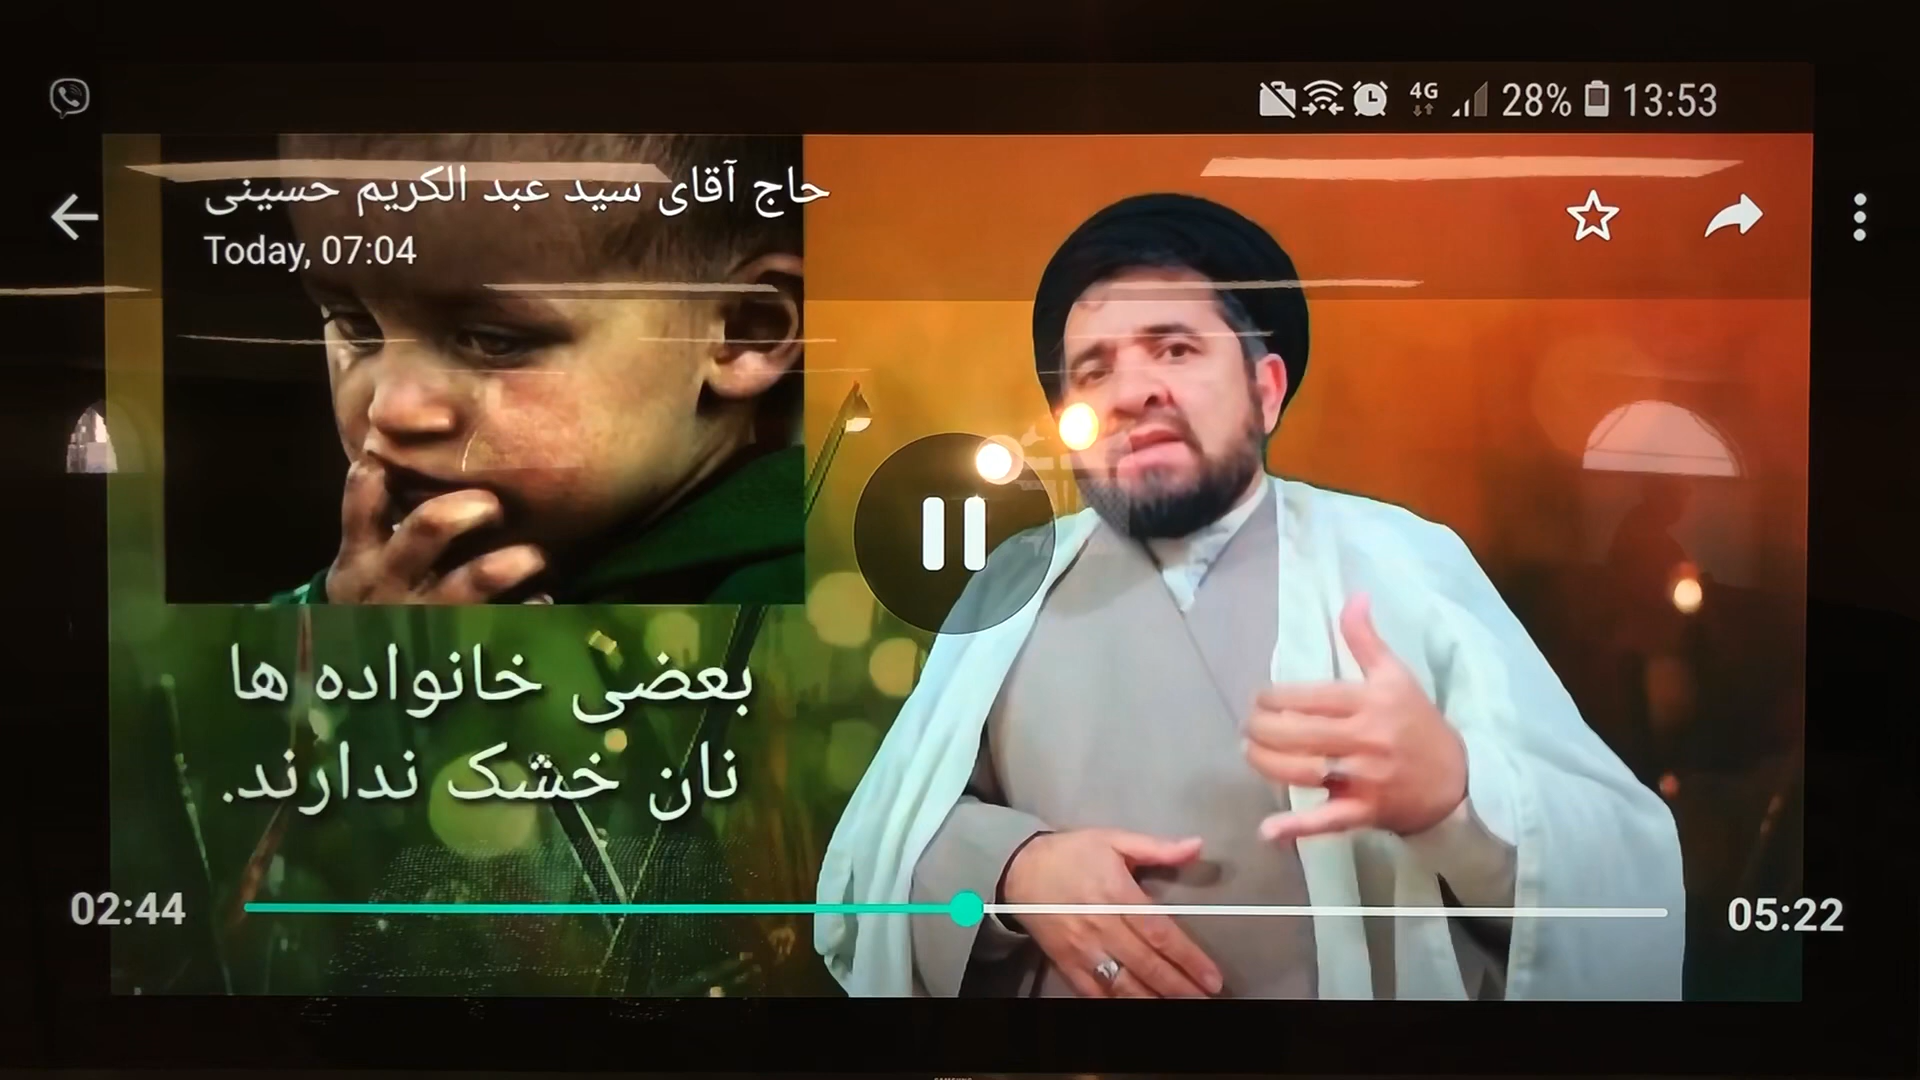 4G 28% 13:53
حاج آقای سید عبد الکریم حسینی
Today, 07:04
بعضی خانواده ها
نان خشک ندارند.
02:44
05:22
SAMSUNG